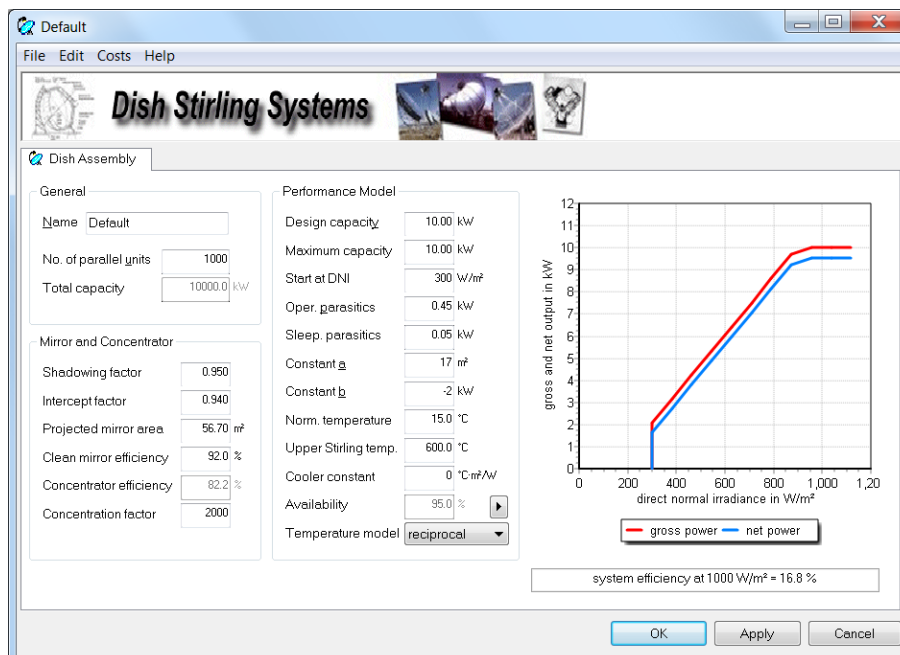 Default
File Edit Costs Help
Dish Stirling Systems
Dish Assembly
General
Name Default
No. of parallel units 1000
Total capacity 10000.0 kW
Mirror and Concentrator
Shadowing factor 0.950
Intercept factor 0.940
Projected mirror area 56.70 m²
Clean mirror efficiency 92.0 %
Concentrator efficiency 82.2 %
Concentration factor 2000
Performance Model
Design capacity 10.00 kW
Maximum capacity 10.00 kW
Start at DNI 300 W/m²
Oper. parasitics 0.45 kW
Sleep. parasitics 0.05 kW
Constant a 17 m²
Constant b -2 kW
Norm. temperature 15.0 °C
Upper Stirling temp. 600.0 °C
Cooler constant 0 °C·m²/W
Availability 95.0 %
Temperature model reciprocal
gross and net output in kW
12
11
10
9
8
7
6
5
4
3
2
1
0
0 200 400 600 800 1,000 1,20
direct normal irradiance in W/m²
gross power net power
system efficiency at 1000 W/m² = 16.8 %
OK Apply Cancel